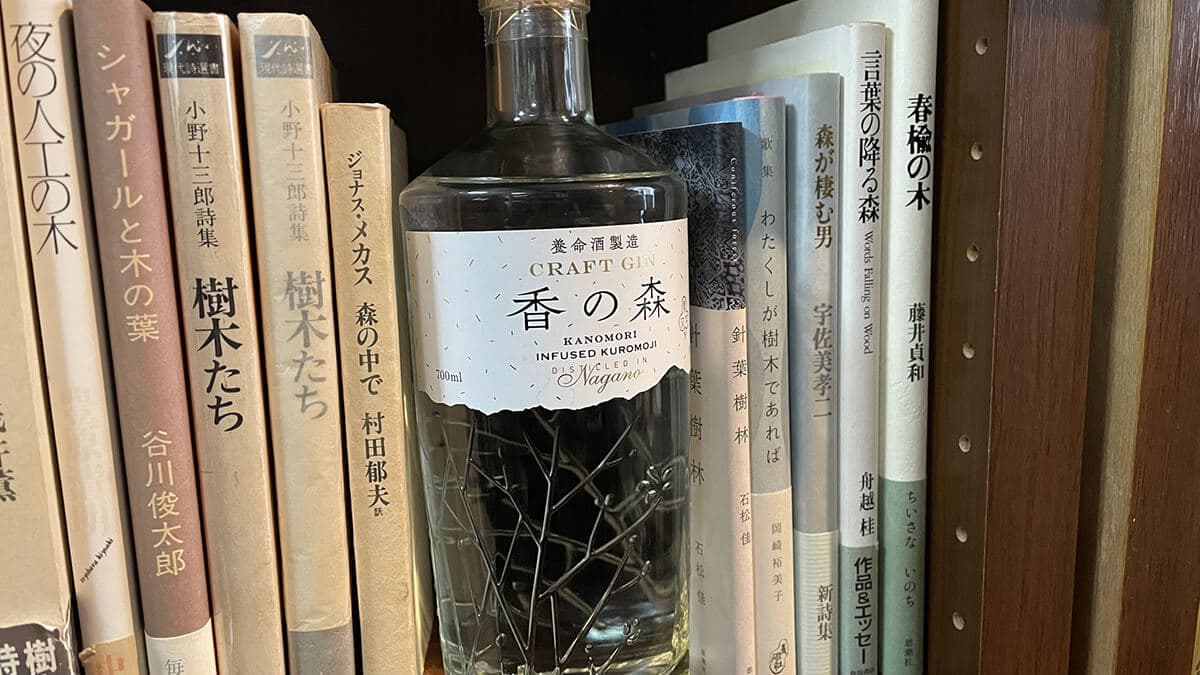 夜の人工の木
シャガールと木の葉
谷川俊太郎
現代詩選書
小野十三郎詩集
樹木たち
現代詩選書
小野十三郎詩集
樹木たち
ジョナス・メカス 森の中で 村田郁夫 訳
養命酒製造
CRAFT GIN
香の森
KANOMORI
INFUSED KUROMOJI
DISTILLED IN
Nagano
700ml
Coniferous forest
針葉樹林
石松佳
針葉樹林
石松佳
歌集 わたくしが樹木であれば
岡崎裕美子
森が棲む男
宇佐美孝二
新詩集
言葉の降る森
Words Falling on Wood
舟越桂
作品&エッセー
春楡の木
藤井貞和
ちいさな いのち
思潮社